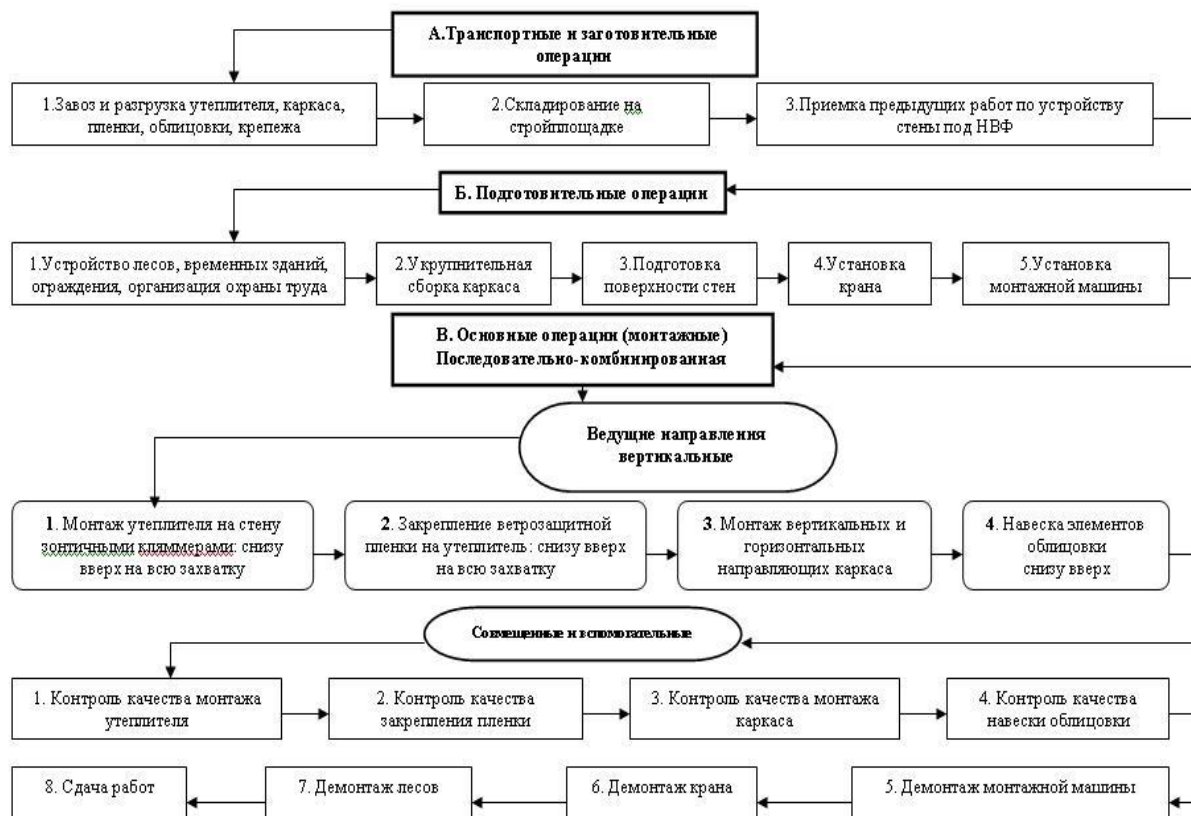 А.Транспортные и заготовительные
операции
1.Завоз и разгрузка утеплителя, каркаса,
пленки, облицовки, крепежа
2.Складирование на
стройплощадке
3.Приемка предыдущих работ по устройству
стены под НВФ
Б. Подготовительные операции
1.Устройство лесов, временных зданий,
ограждения, организация охраны труда
2.Укрупнительная
сборка каркаса
3.Подготовка
поверхности стен
4.Установка
крана
5.Установка
монтажной машины
В. Основные операции (монтажные)
Последовательно-комбинированная
Ведущие направления
вертикальные
1. Монтаж утеплителя на стену
зонтичными кляммерами: снизу
вверх на всю захватку
2. Закрепление ветрозащитной
пленки на утеплитель: снизу вверх
на всю захватку
3. Монтаж вертикальных и
горизонтальных
направляющих каркаса
4. Навеска элементов
облицовки
снизу вверх
Совмещенные и вспомогательные
1. Контроль качества монтажа
утеплителя
2. Контроль качества
закрепления пленки
3. Контроль качества монтажа
каркаса
4. Контроль качества
навески облицовки
8. Сдача работ
7. Демонтаж лесов
6. Демонтаж крана
5. Демонтаж монтажной машины